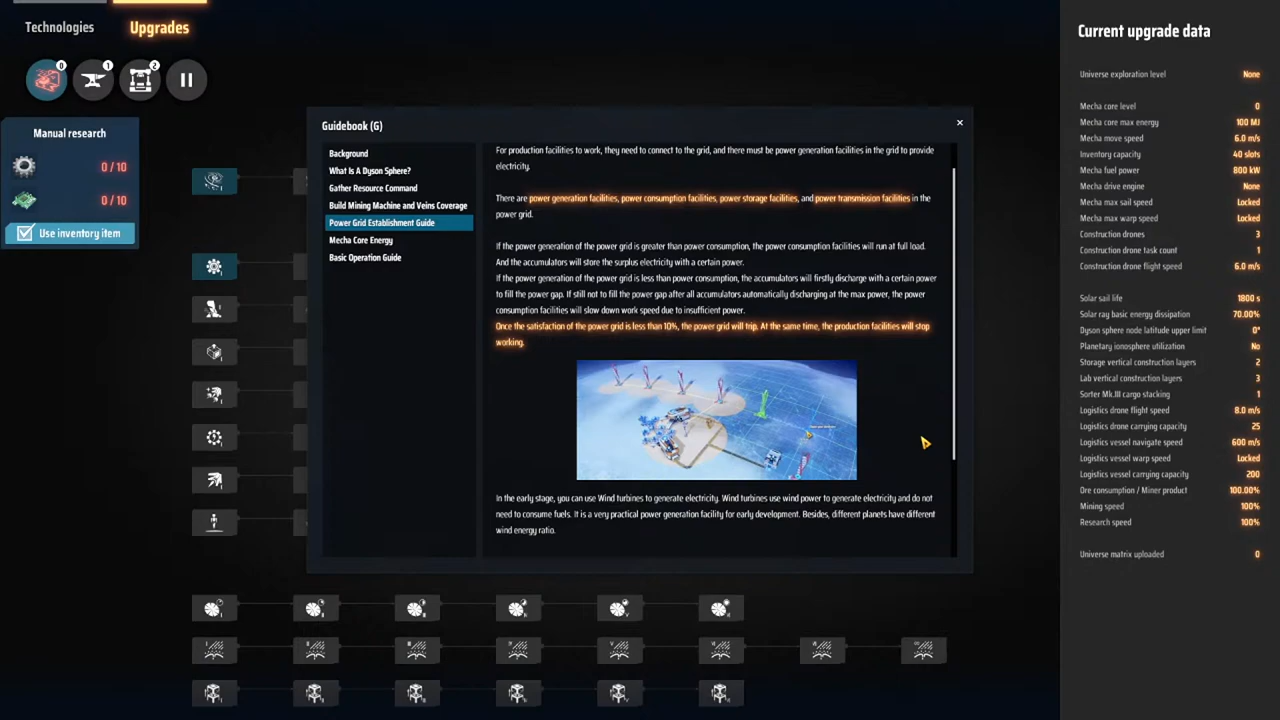 Technologies
Upgrades
0
1
2
Manual research
0 / 10
0 / 10
Use inventory item
Guidebook (G)
Background
What Is A Dyson Sphere?
Gather Resource Command
Build Mining Machine and Veins Coverage
Power Grid Establishment Guide
Mecha Core Energy
Basic Operation Guide
For production facilities to work, they need to connect to the grid, and there must be power generation facilities in the grid to provide
electricity.
There are power generation facilities, power consumption facilities, power storage facilities, and power transmission facilities in the
power grid.
If the power generation of the power grid is greater than power consumption, the power consumption facilities will run at full load.
And the accumulators will store the surplus electricity with a certain power.
If the power generation of the power grid is less than power consumption, the accumulators will firstly discharge with a certain power
to fill the power gap. If still not to fill the power gap after all accumulators automatically discharging at the max power, the power
consumption facilities will slow down work speed due to insufficient power.
Once the satisfaction of the power grid is less than 10%, the power grid will trip. At the same time, the production facilities will stop
working.
In the early stage, you can use Wind turbines to generate electricity. Wind turbines use wind power to generate electricity and do not
need to consume fuels. It is a very practical power generation facility for early development. Besides, different planets have different
wind energy ratio.
Current upgrade data
Universe exploration level None
Mecha core level 0
Mecha core max energy 100 MJ
Mecha move speed 6.0 m/s
Inventory capacity 40 slots
Mecha fuel power 800 kW
Mecha drive engine None
Mecha max sail speed Locked
Mecha max warp speed Locked
Construction drones 3
Construction drone task count 1
Construction drone flight speed 6.0 m/s
Solar sail life 1800 s
Solar ray basic energy dissipation 70.00%
Dyson sphere node latitude upper limit 0°
Planetary ionosphere utilization No
Storage vertical construction layers 2
Lab vertical construction layers 3
Sorter Mk.III cargo stacking 1
Logistics drone flight speed 8.0 m/s
Logistics drone carrying capacity 25
Logistics vessel navigate speed 600 m/s
Logistics vessel warp speed Locked
Logistics vessel carrying capacity 200
Ore consumption / Miner product 100.00%
Mining speed 100%
Research speed 100%
Universe matrix uploaded 0